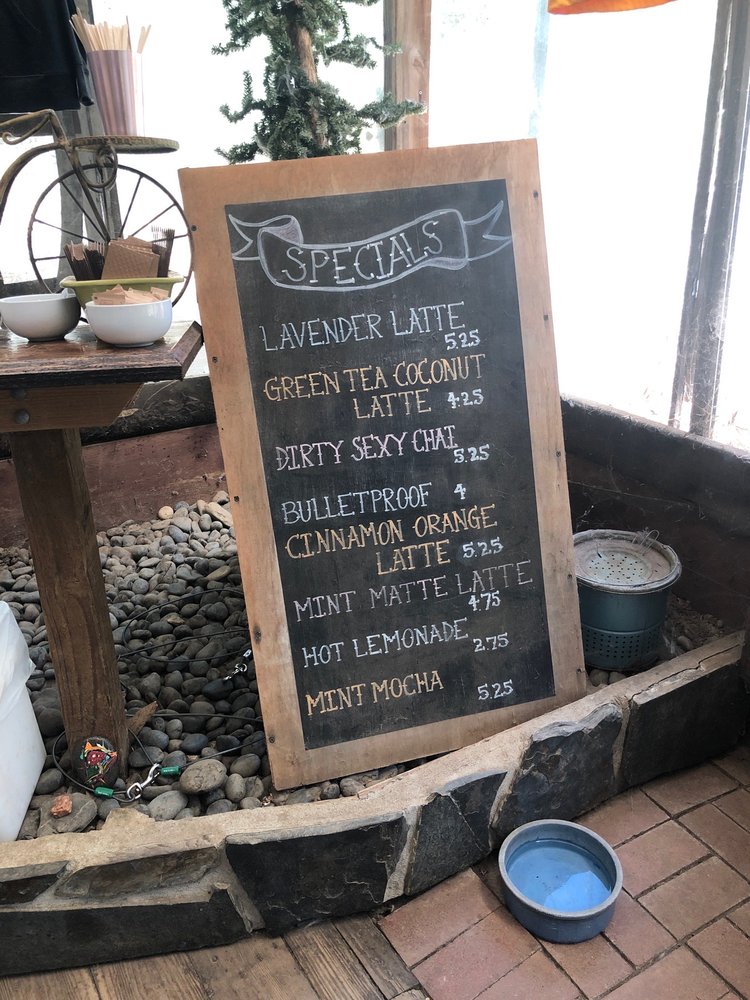 SPECIALS
LAVENDER LATTE
5.25
GREEN TEA COCONUT
LATTE 4.25
DIRTY SEXY CHAI
5.25
BULLETPROOF 4
CINNAMON ORANGE
LATTE 5.25
MINT MATTE LATTE
4.75
HOT LEMONADE
2.75
MINT MOCHA
5.25